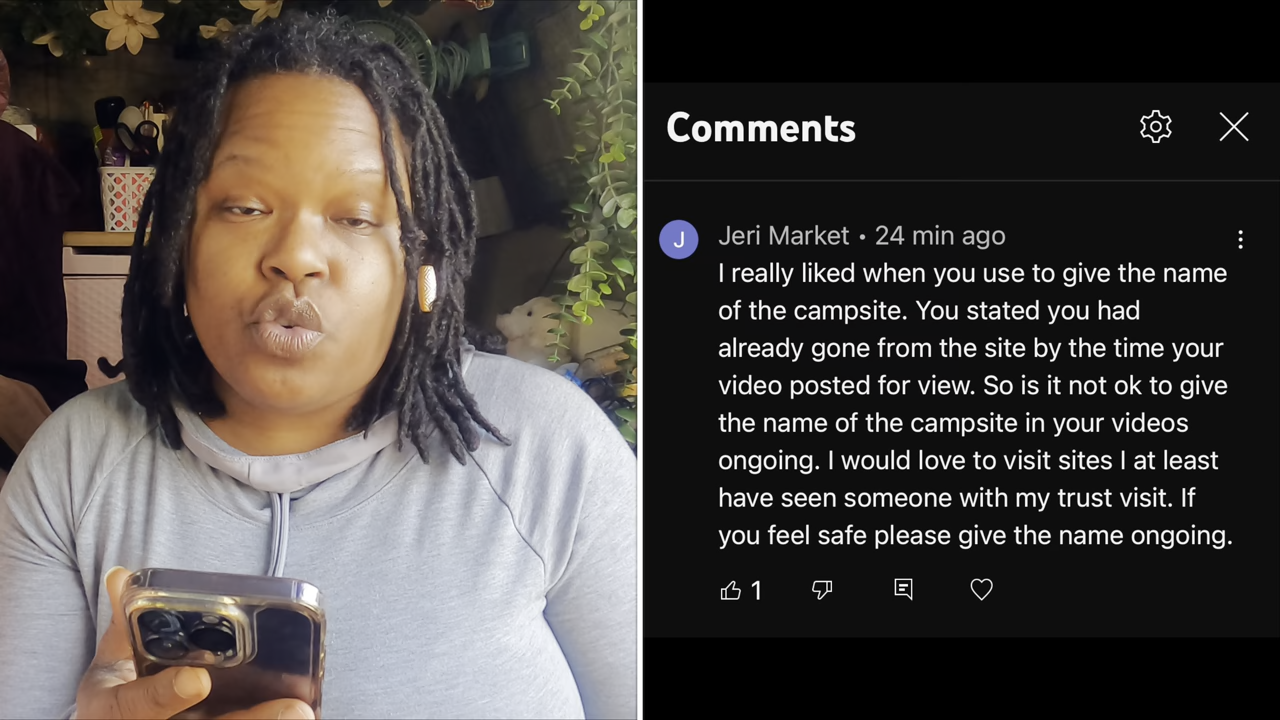 Comments
J
Jeri Market • 24 min ago
I really liked when you use to give the name
of the campsite. You stated you had
already gone from the site by the time your
video posted for view. So is it not ok to give
the name of the campsite in your videos
ongoing. I would love to visit sites I at least
have seen someone with my trust visit. If
you feel safe please give the name ongoing.
1